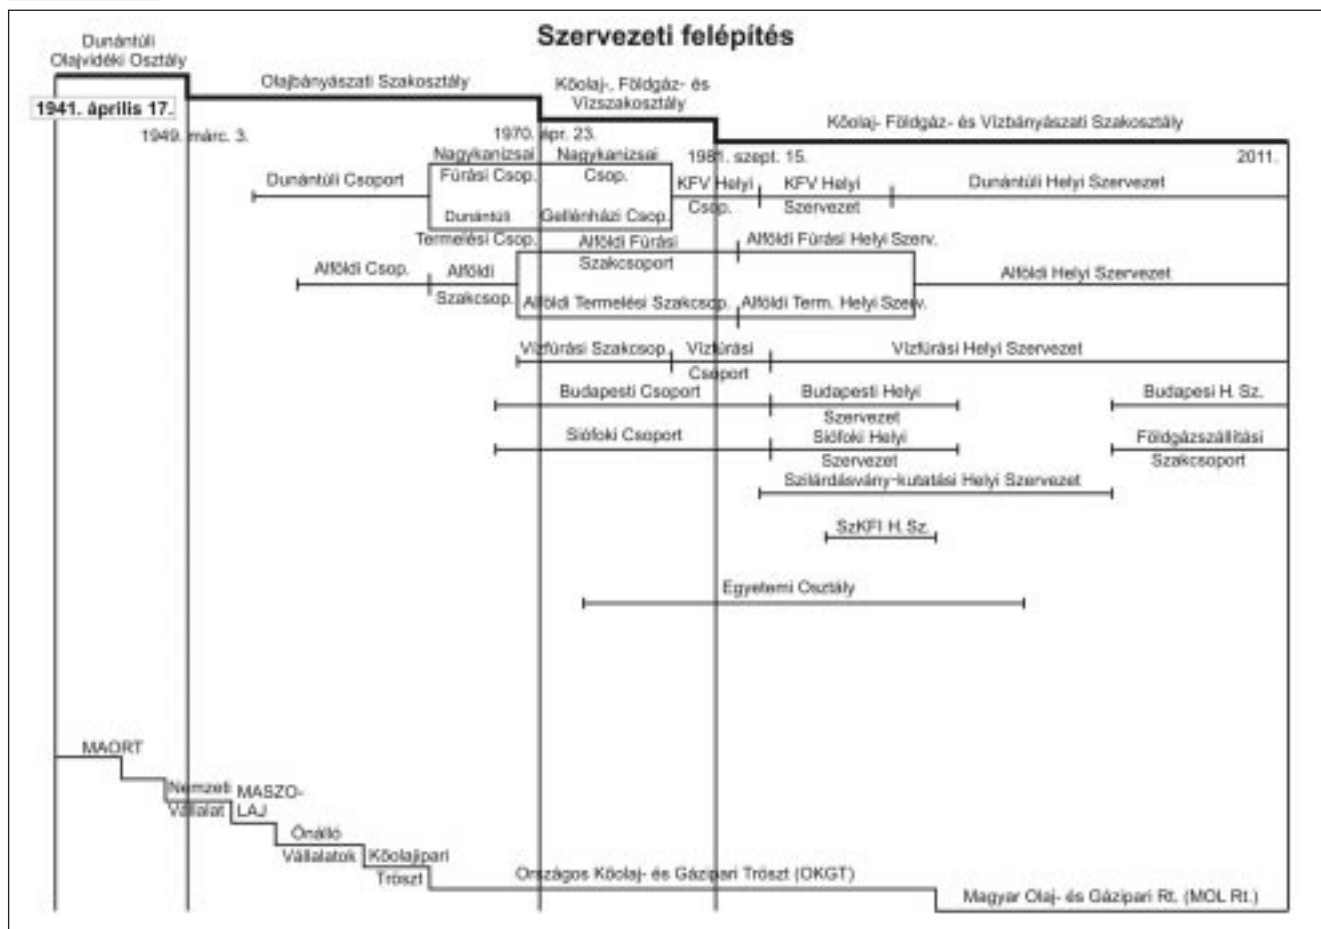 Szervezeti felépítés
Dunántúli
Olajvidéki Osztály
Olajbányászati Szakosztály
Kőolaj-, Földgáz- és
Vízszakosztály
Kőolaj- Földgáz- és Vízbányászati Szakosztály
1941. április 17.
1949. márc. 3.
1970. ápr. 23.
1981. szept. 15.
2011.
Dunántúli Csoport
Nagykanizsai
Fúrási Csop.
Nagykanizsai
Csop.
Dunántúli
Termelési Csop.
Gellénházi Csop.
KFV Helyi
Csop.
KFV Helyi
Szervezet
Dunántúli Helyi Szervezet
Alföldi Csop.
Alföldi
Szakcsop.
Alföldi Fúrási
Szakcsoport
Alföldi Fúrási Helyi Szerv.
Alföldi Termelési Szakcsop.
Alföldi Term. Helyi Szerv.
Alföldi Helyi Szervezet
Vízfúrási Szakcsop.
Vízfúrási
Csoport
Vízfúrási Helyi Szervezet
Budapesti Csoport
Budapesti Helyi
Szervezet
Budapesi H. Sz.
Siófoki Csoport
Siófoki Helyi
Szervezet
Földgázszállítási
Szakcsoport
Szilárdásvány-kutatási Helyi Szervezet
SzKFI H. Sz.
Egyetemi Osztály
MAORT
Nemzeti
Vállalat
MASZO-
LAJ
Önálló
Vállalatok
Kőolajipari
Tröszt
Országos Kőolaj- és Gázipari Tröszt (OKGT)
Magyar Olaj- és Gázipari Rt. (MOL Rt.)